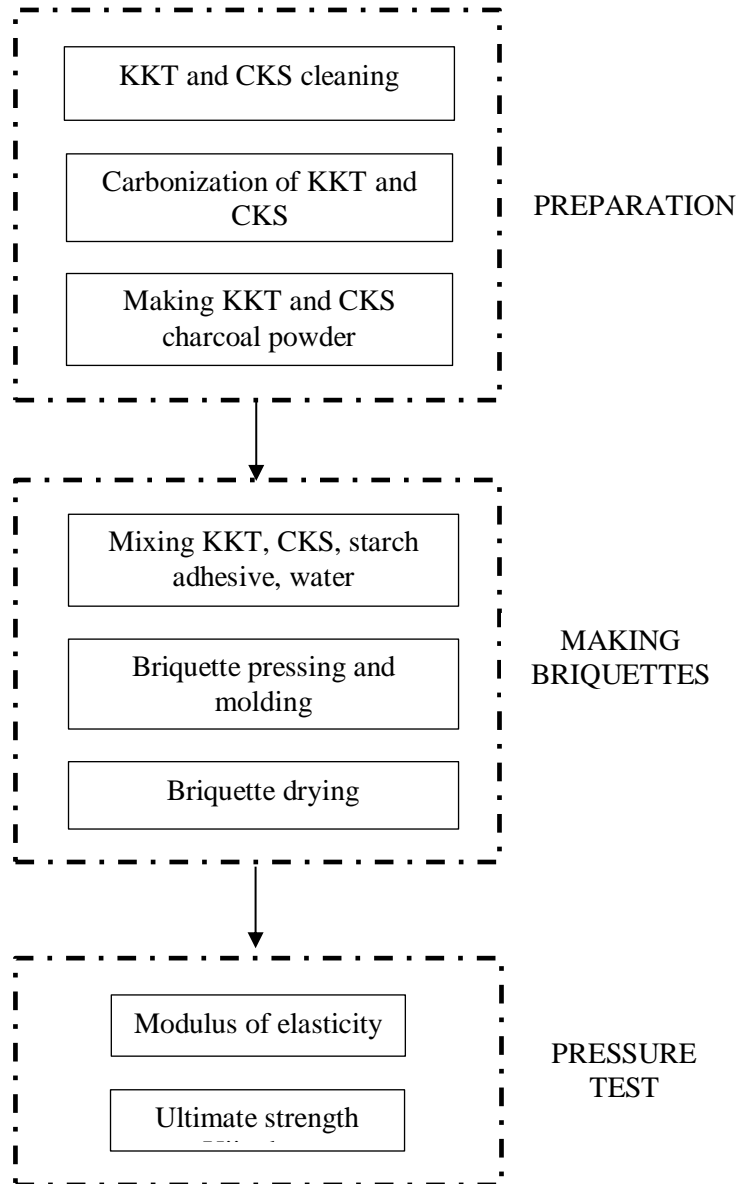 KKT and CKS cleaning
Carbonization of KKT and
CKS
Making KKT and CKS
charcoal powder
PREPARATION
Mixing KKT, CKS, starch
adhesive, water
Briquette pressing and
molding
Briquette drying
MAKING
BRIQUETTES
Modulus of elasticity
Ultimate strength
PRESSURE
TEST